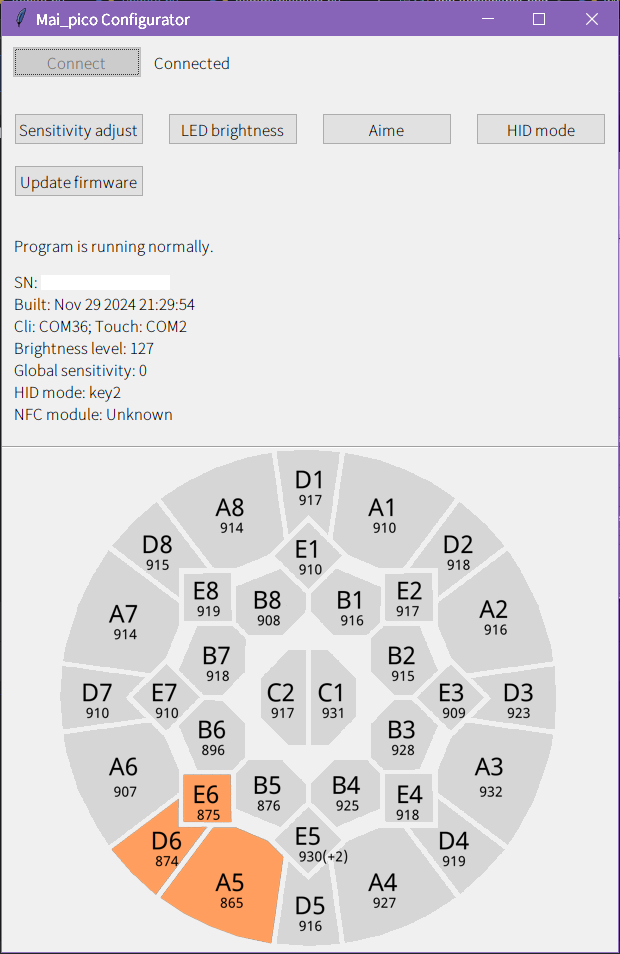 Mai_pico Configurator
Connect Connected
Sensitivity adjust LED brightness Aime HID mode
Update firmware
Program is running normally.
SN:
Built: Nov 29 2024 21:29:54
Cli: COM36; Touch: COM2
Brightness level: 127
Global sensitivity: 0
HID mode: key2
NFC module: Unknown
D1
917
A8
914
A1
910
D8
915
E1
910
D2
918
E8
919
B8
908
B1
916
E2
917
A7
914
A2
916
B7
918
B2
915
D7
910
E7
910
C2
917
C1
931
E3
909
D3
923
B6
896
B3
928
A6
907
A3
932
E6
875
B5
876
B4
925
E4
918
D6
874
E5
930(+2)
D4
919
A5
865
A4
927
D5
916